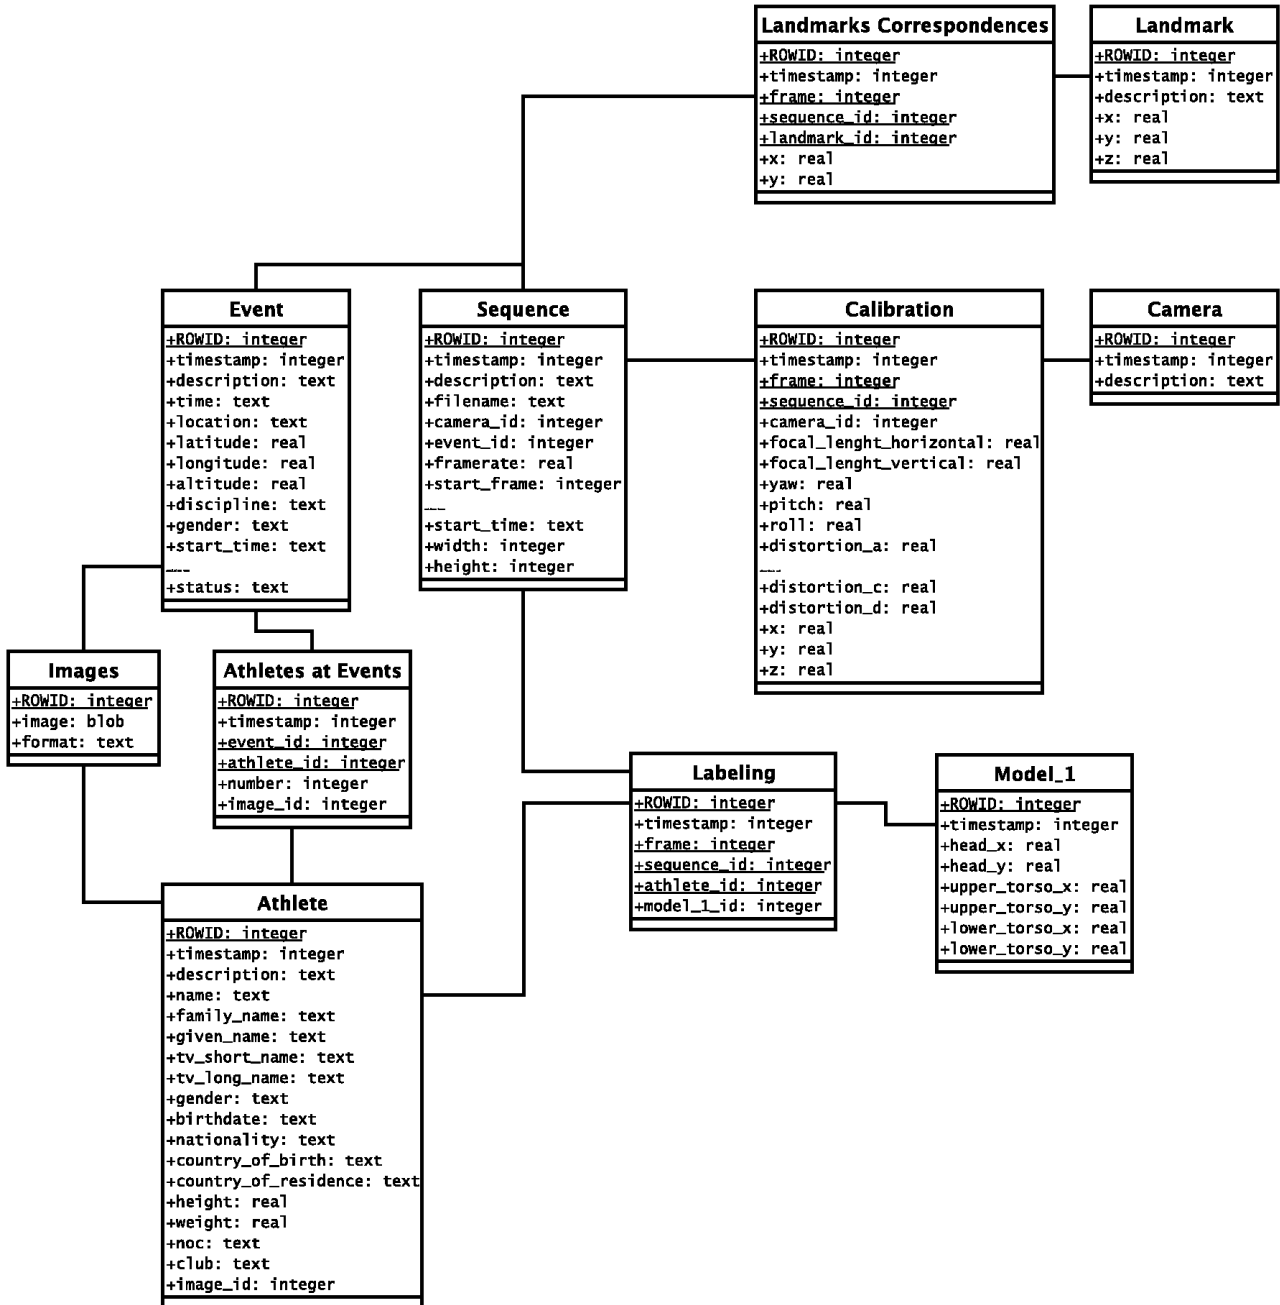 Landmarks Correspondences
+ROWID: integer
+timestamp: integer
+frame: integer
+sequence_id: integer
+landmark_id: integer
+x: real
+y: real
Landmark
+ROWID: integer
+timestamp: integer
+description: text
+x: real
+y: real
+z: real
Event
+ROWID: integer
+timestamp: integer
+description: text
+time: text
+location: text
+latitude: real
+longitude: real
+altitude: real
+discipline: text
+gender: text
+start_time: text
+status: text
Sequence
+ROWID: integer
+timestamp: integer
+description: text
+filename: text
+camera_id: integer
+event_id: integer
+framerate: real
+start_frame: integer
+start_time: text
+width: integer
+height: integer
Calibration
+ROWID: integer
+timestamp: integer
+frame: integer
+sequence_id: integer
+camera_id: integer
+focal_lenght_horizontal: real
+focal_lenght_vertical: real
+yaw: real
+pitch: real
+roll: real
+distortion_a: real
+distortion_c: real
+distortion_d: real
+x: real
+y: real
+z: real
Camera
+ROWID: integer
+timestamp: integer
+description: text
Images
+ROWID: integer
+image: blob
+format: text
Athletes at Events
+ROWID: integer
+timestamp: integer
+event_id: integer
+athlete_id: integer
+number: integer
+image_id: integer
Labeling
+ROWID: integer
+timestamp: integer
+frame: integer
+sequence_id: integer
+athlete_id: integer
+model_1_id: integer
Model_1
+ROWID: integer
+timestamp: integer
+head_x: real
+head_y: real
+upper_torso_x: real
+upper_torso_y: real
+lower_torso_x: real
+lower_torso_y: real
Athlete
+ROWID: integer
+timestamp: integer
+description: text
+name: text
+family_name: text
+given_name: text
+tv_short_name: text
+tv_long_name: text
+gender: text
+birthdate: text
+nationality: text
+country_of_birth: text
+country_of_residence: text
+height: real
+weight: real
+noc: text
+club: text
+image_id: integer